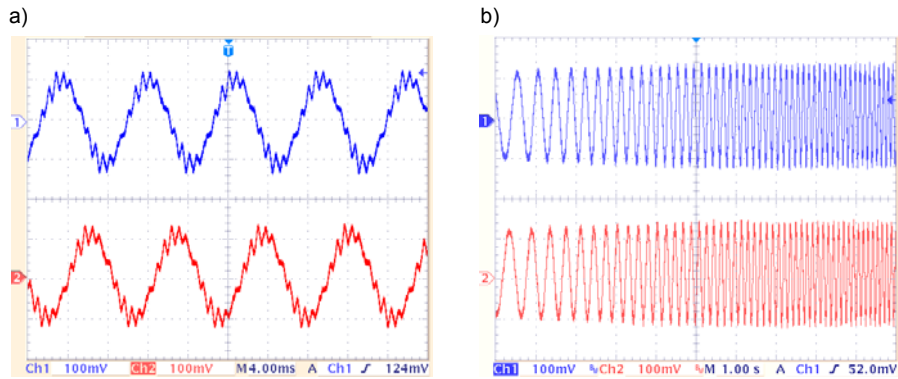 a)
b)
T
1
2
Ch1 100mV Ch2 100mV M 4.00ms A Ch1 124mV
1
2
Ch1 100mV Ch2 100mV M 1.00 s A Ch1 52.0mV